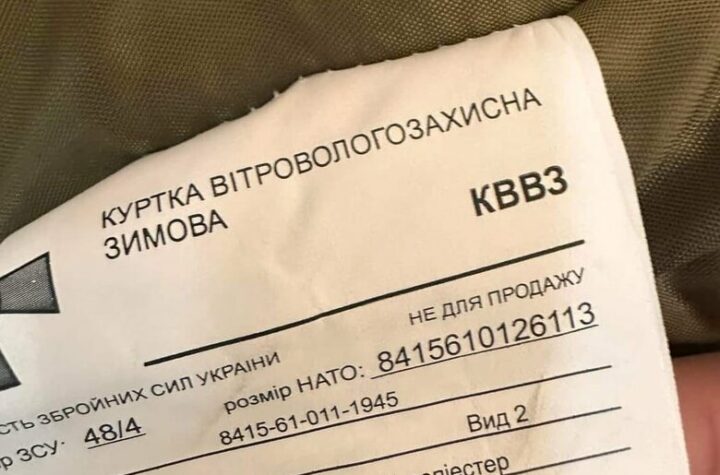 КУРТКА ВІТРОВОЛОГОЗАХИСНА
ЗИМОВА
КВВЗ
НЕ ДЛЯ ПРОДАЖУ
ЗБРОЙНИХ СИЛ УКРАЇНИ
розмір НАТО: 8415610126113
ЗСУ: 48/4
8415-61-011-1945
Вид 2